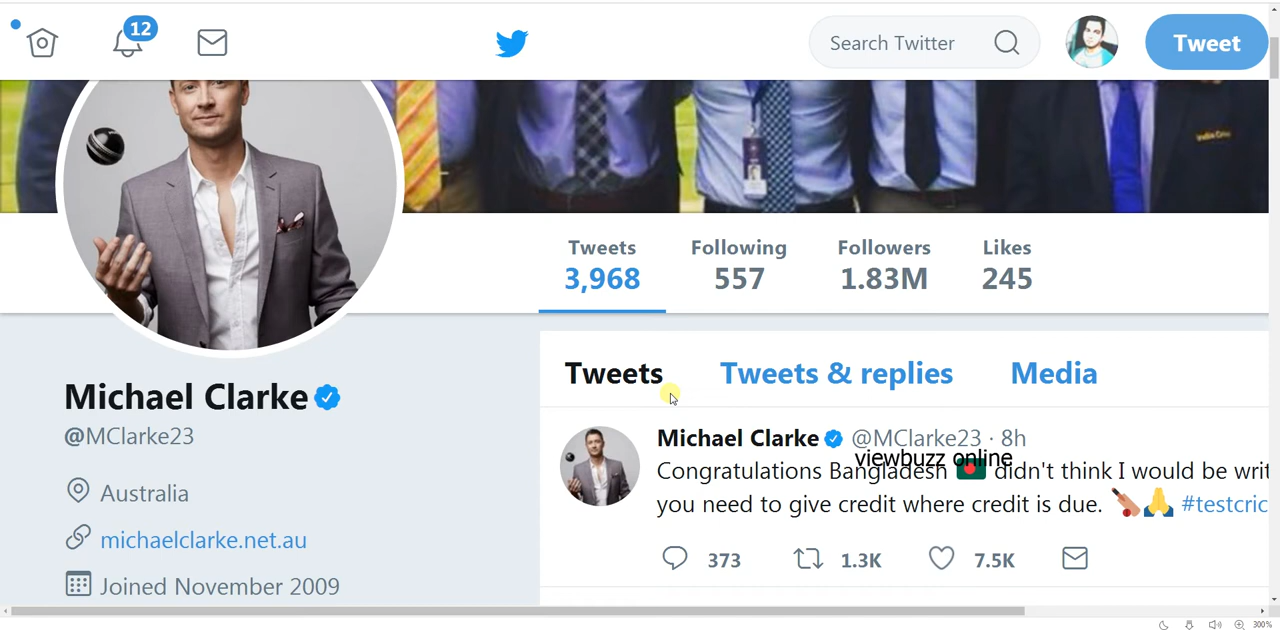 12
Search Twitter
Tweet
Tweets Following Followers Likes
3,968 557 1.83M 245
Michael Clarke
@MClarke23
Australia
michaelclarke.net.au
Joined November 2009
Tweets Tweets & replies Media
Michael Clarke @MClarke23 · 8h
viewbuzz online
Congratulations Bangladesh 🇧🇩 didn't think I would be writ
you need to give credit where credit is due. 🏏🙏 #testcric
373 1.3K 7.5K
300%